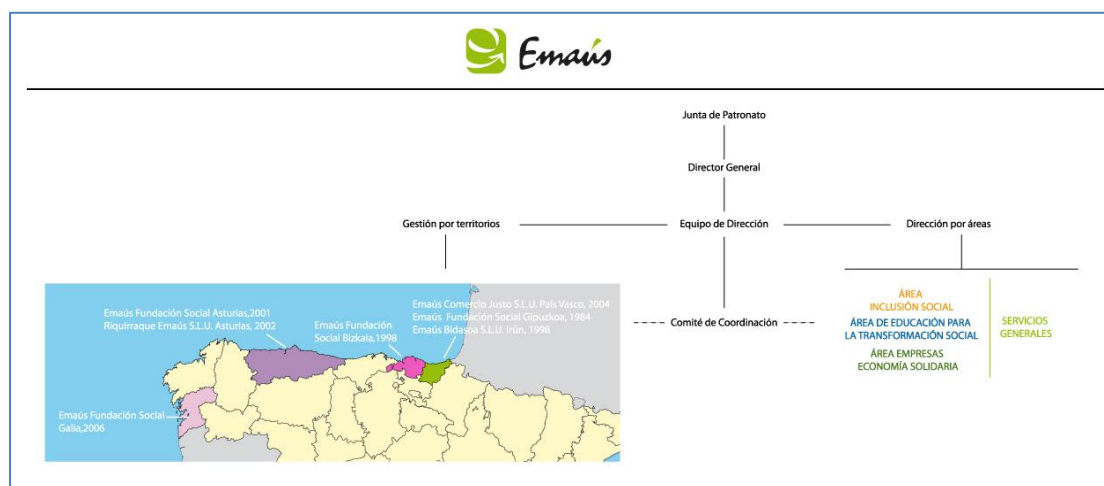 Emaús
Junta de Patronato
Director General
Gestión por territorios
Equipo de Dirección
Dirección por áreas
Emaús Fundación Social Asturias,2001
Riquirraque Emaús S.L.U. Asturias, 2002
Emaús Fundación
Social Bizkaia,1998
Emaús Comercio Justo S.L.U. País Vasco, 2004
Emaús Fundación Social Gipuzkoa, 1984
Emaús Bidasoa S.L.U. Irún, 1998
Emaús Fundación Social
Galia,2006
Comité de Coordinación
ÁREA
INCLUSIÓN SOCIAL
ÁREA DE EDUCACIÓN PARA
LA TRANSFORMACIÓN SOCIAL
ÁREA EMPRESAS
ECONOMÍA SOLIDARIA
SERVICIOS
GENERALES